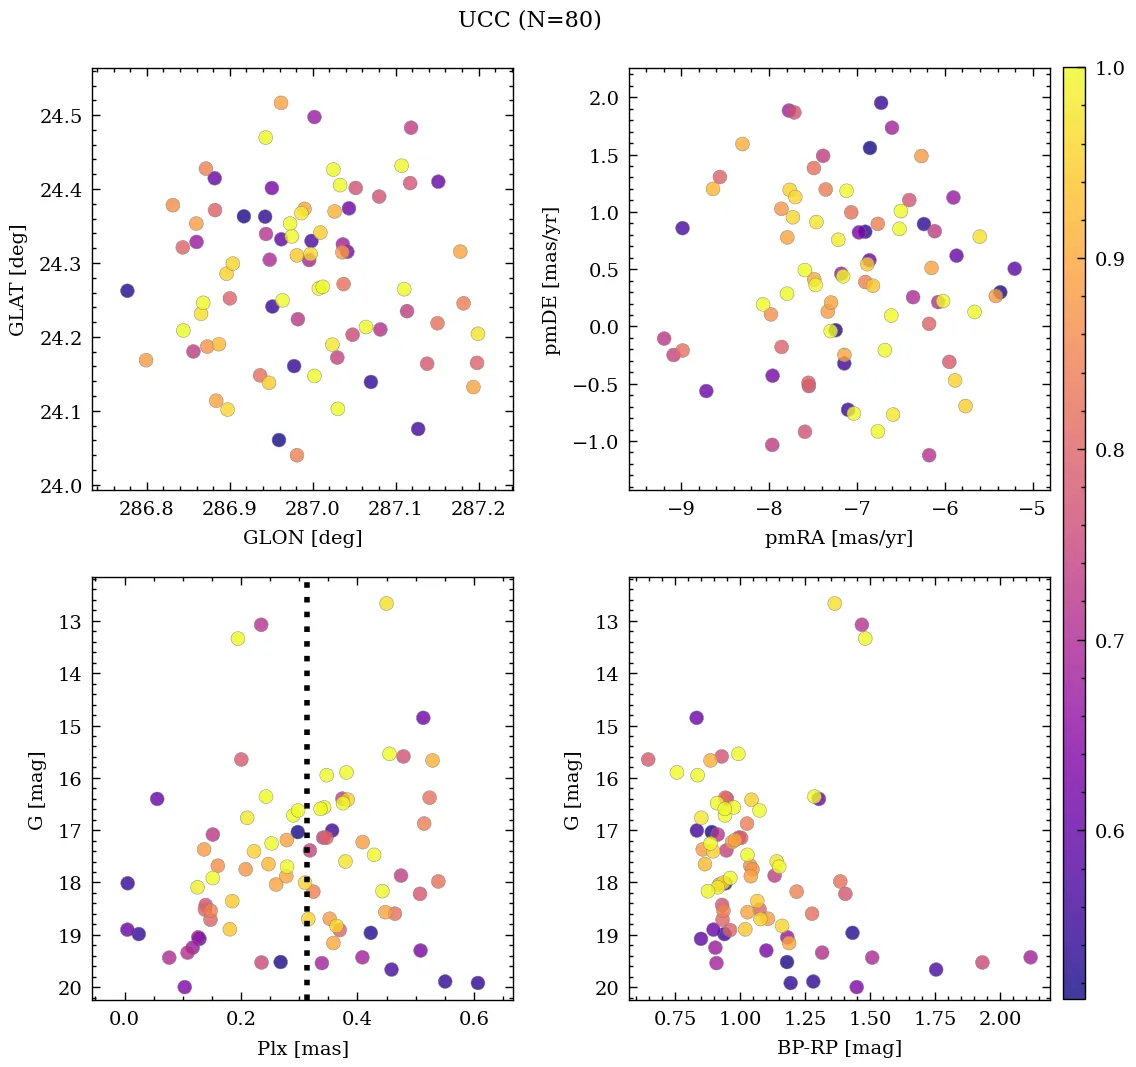 UCC (N=80)
24.5
24.4
24.3
24.2
24.1
24.0
GLAT [deg]
286.8 286.9 287.0 287.1 287.2
GLON [deg]
2.0
1.5
1.0
0.5
0.0
−0.5
−1.0
pmDE [mas/yr]
−9 −8 −7 −6 −5
pmRA [mas/yr]
13
14
15
16
17
18
19
20
G [mag]
0.0 0.2 0.4 0.6
Plx [mas]
13
14
15
16
17
18
19
20
G [mag]
0.75 1.00 1.25 1.50 1.75 2.00
BP-RP [mag]
1.0
0.9
0.8
0.7
0.6